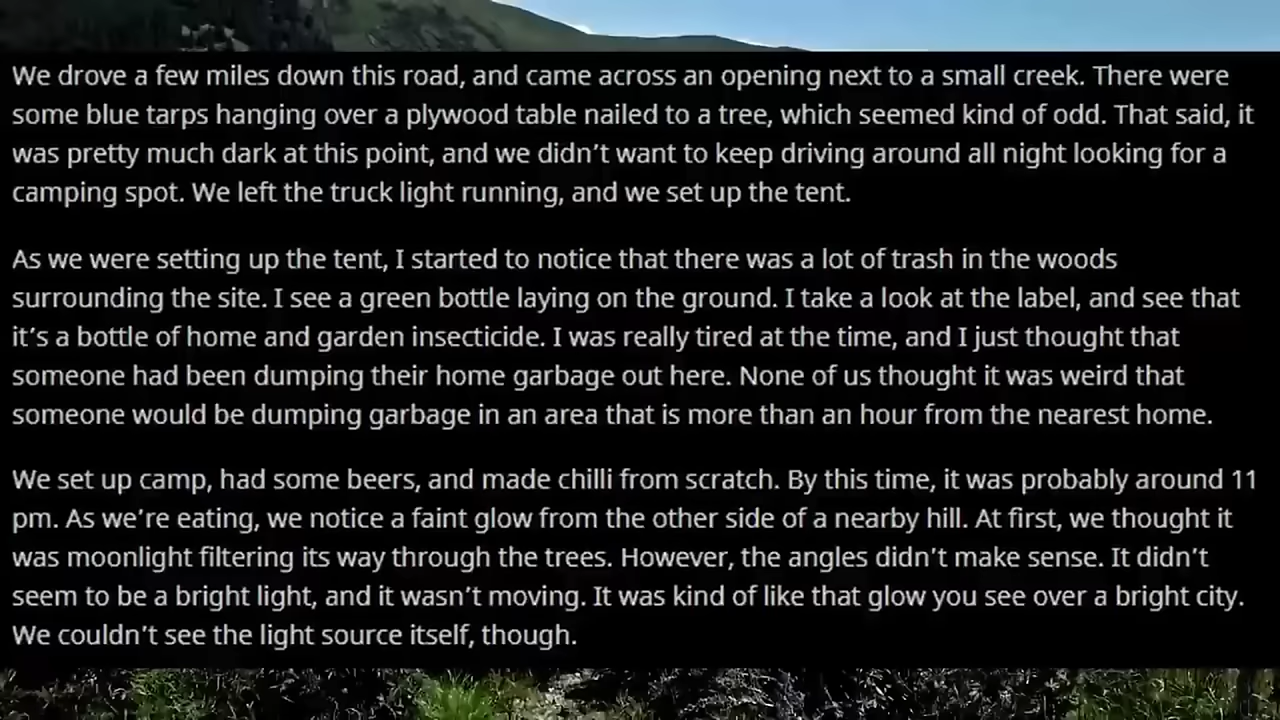 We drove a few miles down this road, and came across an opening next to a small creek. There were
some blue tarps hanging over a plywood table nailed to a tree, which seemed kind of odd. That said, it
was pretty much dark at this point, and we didn’t want to keep driving around all night looking for a
camping spot. We left the truck light running, and we set up the tent.
As we were setting up the tent, I started to notice that there was a lot of trash in the woods
surrounding the site. I see a green bottle laying on the ground. I take a look at the label, and see that
it’s a bottle of home and garden insecticide. I was really tired at the time, and I just thought that
someone had been dumping their home garbage out here. None of us thought it was weird that
someone would be dumping garbage in an area that is more than an hour from the nearest home.
We set up camp, had some beers, and made chilli from scratch. By this time, it was probably around 11
pm. As we’re eating, we notice a faint glow from the other side of a nearby hill. At first, we thought it
was moonlight filtering its way through the trees. However, the angles didn’t make sense. It didn’t
seem to be a bright light, and it wasn’t moving. It was kind of like that glow you see over a bright city.
We couldn’t see the light source itself, though.